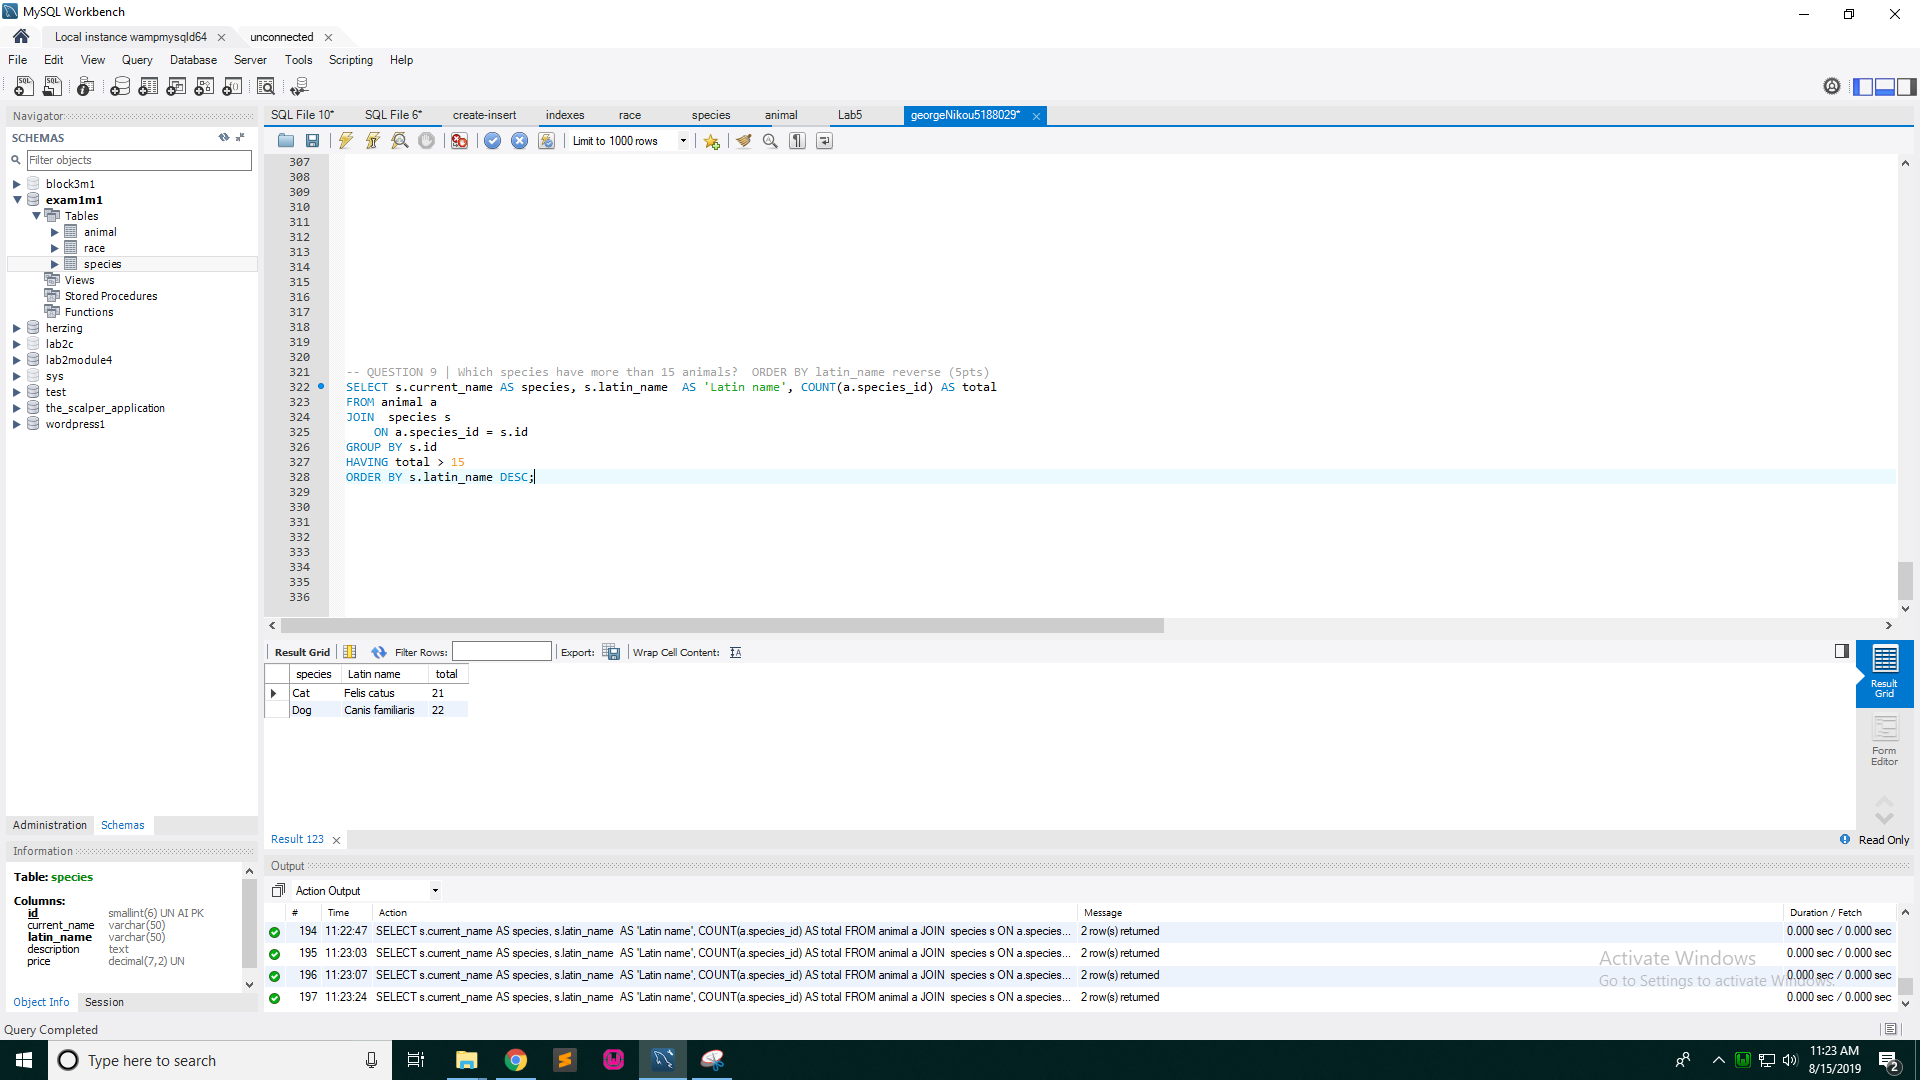 MySQL Workbench
Local instance wampmysqld64
unconnected
File Edit View Query Database Server Tools Scripting Help
Navigator
SCHEMAS
Filter objects
block3m1
exam1m1
Tables
animal
race
species
Views
Stored Procedures
Functions
herzing
lab2c
lab2module4
sys
test
the_scalper_application
wordpress1
Administration Schemas
Information
Table: species
Columns:
id smallint(6) UN AI PK
current_name varchar(50)
latin_name varchar(50)
description text
price decimal(7,2) UN
Object Info Session
Query Completed
SQL File 10* SQL File 6* create-insert indexes race species animal Lab5 georgeNikou5188029*
Limit to 1000 rows
307
308
309
310
311
312
313
314
315
316
317
318
319
320
321 -- QUESTION 9 | Which species have more than 15 animals?  ORDER BY latin_name reverse (5pts)
322 SELECT s.current_name AS species, s.latin_name  AS 'Latin name', COUNT(a.species_id) AS total
323 FROM animal a
324 JOIN  species s
325 ON a.species_id = s.id
326 GROUP BY s.id
327 HAVING total > 15
328 ORDER BY s.latin_name DESC;
329
330
331
332
333
334
335
336
Result Grid Filter Rows: Export: Wrap Cell Content:
species Latin name total
Cat Felis catus 21
Dog Canis familiaris 22
Result Grid
Form Editor
Result 123
Read Only
Output
Action Output
# Time Action Message Duration / Fetch
194 11:22:47 SELECT s.current_name AS species, s.latin_name  AS 'Latin name', COUNT(a.species_id) AS total FROM animal a JOIN  species s ON a.species... 2 row(s) returned 0.000 sec / 0.000 sec
195 11:23:03 SELECT s.current_name AS species, s.latin_name  AS 'Latin name', COUNT(a.species_id) AS total FROM animal a JOIN  species s ON a.species... 2 row(s) returned 0.000 sec / 0.000 sec
196 11:23:07 SELECT s.current_name AS species, s.latin_name  AS 'Latin name', COUNT(a.species_id) AS total FROM animal a JOIN  species s ON a.species... 2 row(s) returned 0.000 sec / 0.000 sec
197 11:23:24 SELECT s.current_name AS species, s.latin_name  AS 'Latin name', COUNT(a.species_id) AS total FROM animal a JOIN  species s ON a.species... 2 row(s) returned 0.000 sec / 0.000 sec
Activate Windows
Go to Settings to activate Windows.
Type here to search
11:23 AM
8/15/2019
2